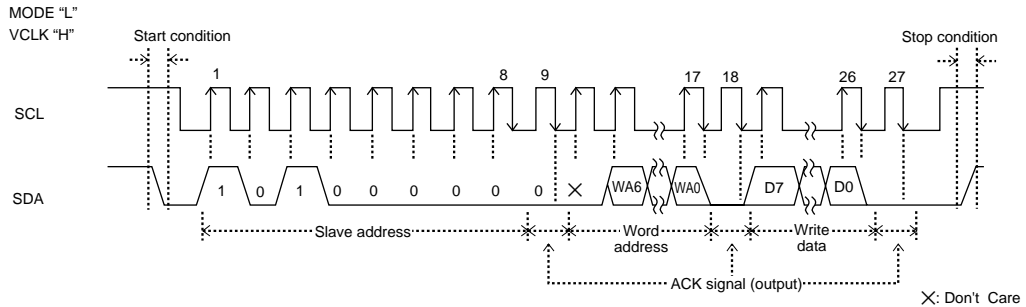 MODE “L”
VCLK “H”
Start condition
Stop condition
1 8 9 17 18 26 27
SCL
SDA
1 0 1 0 0 0 0 0 0 × WA6 WA0 D7 D0
Slave address
Word
address
Write
data
ACK signal (output)
×: Don't Care